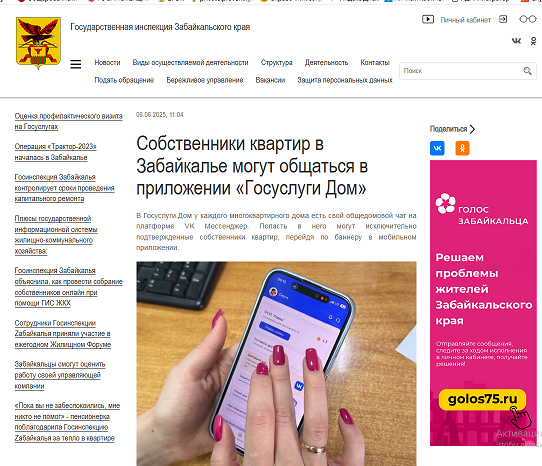 Государственная инспекция Забайкальского края
Личный кабинет
Новости
Виды осуществляемой деятельности
Структура
Деятельность
Контакты
Подать обращение
Бережливое управление
Вакансии
Защита персональных данных
Поиск
Оценка профилактического визита
на Госуслугах
Операция «Трактор-2023»
началась в Забайкалье
Госинспекция Забайкалья
контролирует сроки проведения
капитального ремонта
Плюсы государственной
информационной системы
жилищно-коммунального
хозяйства:
Госинспекция Забайкалья
объяснила, как провести собрание
собственников онлайн при
помощи ГИС ЖКХ
Сотрудники Госинспекции
Забайкалья приняли участие в
ежегодном Жилищном Форуме
Забайкальцы смогут оценить
работу своей управляющей
компании
«Пока вы не забеспокоились, мне
никто не помог» - пенсионерка
поблагодарила Госинспекцию
Забайкалья за тепло в квартире
06.06.2025, 11:04
Собственники квартир в
Забайкалье могут общаться в
приложении «Госуслуги Дом»
В Госуслуги Дом у каждого многоквартирного дома есть свой общедомовой чат на
платформе VK Мессенджер. Попасть в него могут исключительно
подтвержденные собственники квартир, перейдя по баннеру в мобильном
приложении.
Поделиться
ГОЛОС
ЗАБАЙКАЛЬЦА
Решаем
проблемы
жителей
Забайкальского
края
Отправляйте сообщения,
следите за ходом исполнения
в личном кабинете, получайте
решения!
golos75.ru